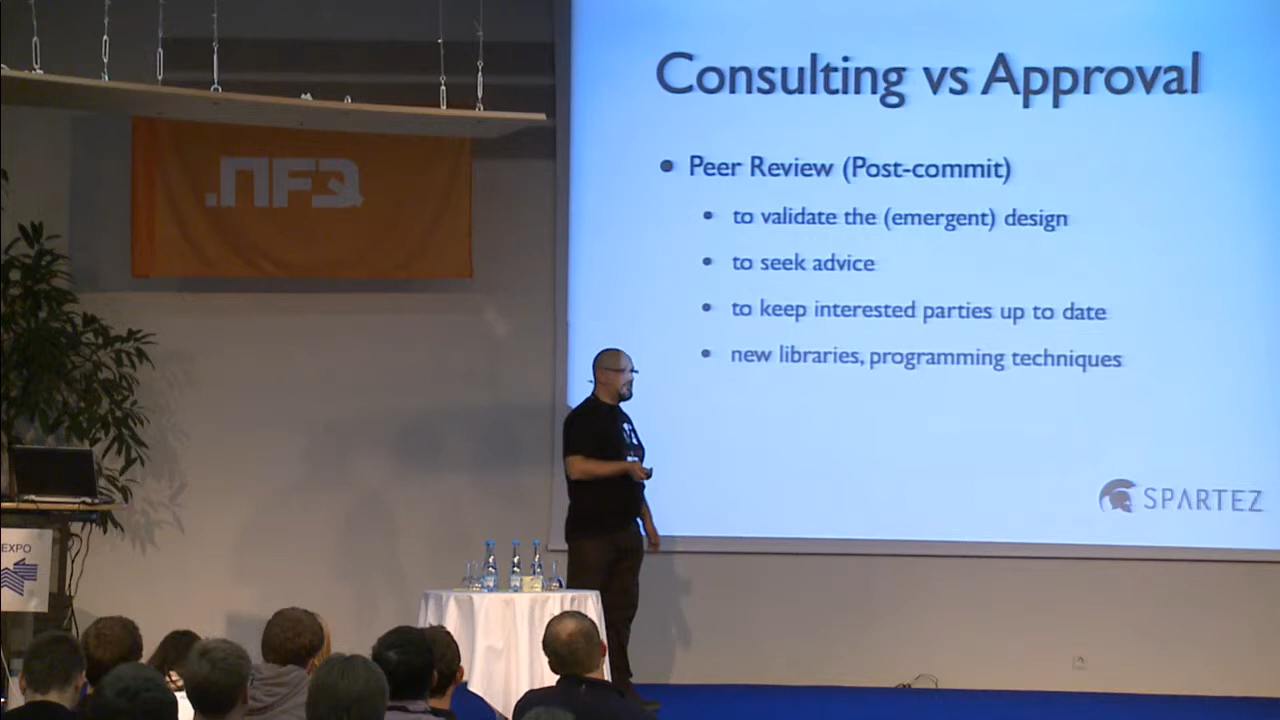 .NFQ
Consulting vs Approval
Peer Review (Post-commit)
to validate the (emergent) design
to seek advice
to keep interested parties up to date
new libraries, programming techniques
SPARTEZ
EXPO